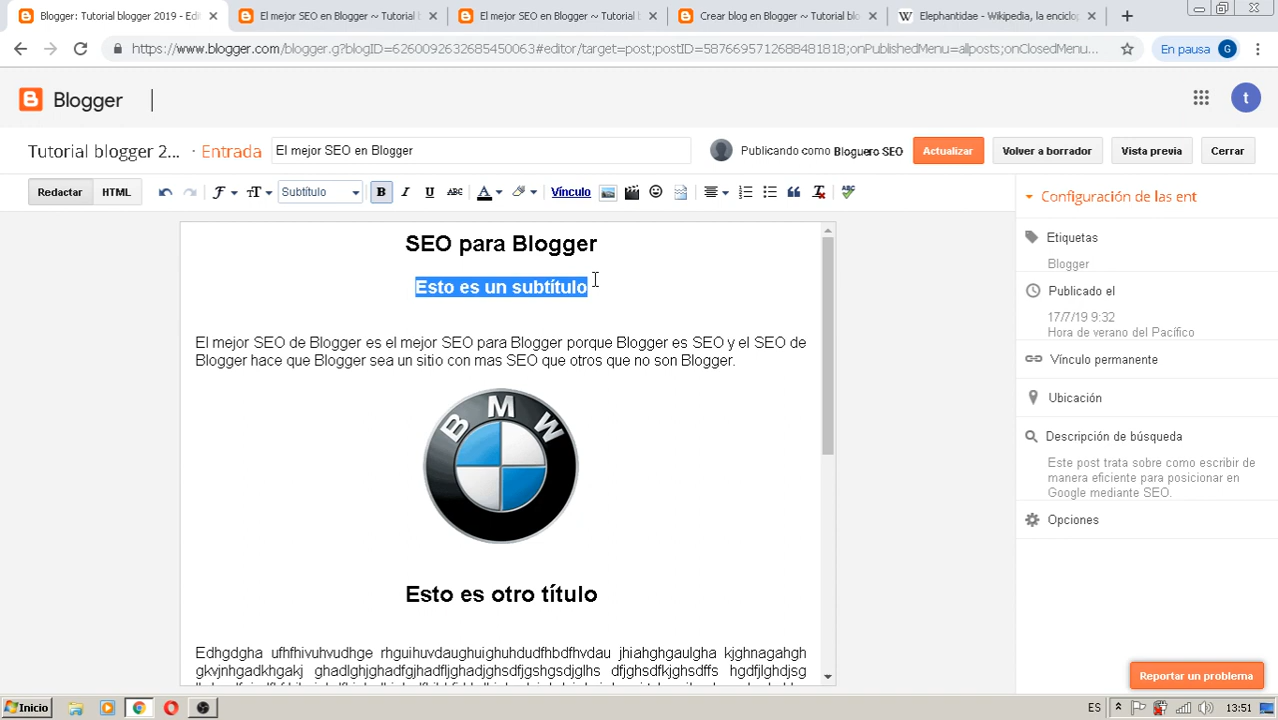 Blogger: Tutorial blogger 2019 - Edi
El mejor SEO en Blogger ~ Tutorial b
El mejor SEO en Blogger ~ Tutorial b
Crear blog en Blogger ~ Tutorial blo
Elephantidae - Wikipedia, la enciclop
https://www.blogger.com/blogger.g?blogID=6260092632685450063#editor/target=post;postID=5876695712688481818;onPublishedMenu=allposts;onClosedMenu...
En pausa G
Blogger
t
Tutorial blogger 2... · Entrada
El mejor SEO en Blogger
Publicando como Bloguero SEO
Actualizar
Volver a borrador
Vista previa
Cerrar
Redactar HTML
Subtítulo
B I U ABC A
Vínculo
Configuración de las ent
Etiquetas
Blogger
Publicado el
17/7/19 9:32
Hora de verano del Pacífico
Vínculo permanente
Ubicación
Descripción de búsqueda
Este post trata sobre como escribir de
manera eficiente para posicionar en
Google mediante SEO.
Opciones
SEO para Blogger
Esto es un subtítulo
El mejor SEO de Blogger es el mejor SEO para Blogger porque Blogger es SEO y el SEO de
Blogger hace que Blogger sea un sitio con mas SEO que otros que no son Blogger.
BMW
Esto es otro título
Edhgdgha ufhfhivuhvudhge rhguihuvdaughuighuhdudfhbdfhvdau jhiahghgaulgha kjghnagahgh
gkvjnhgadkhgakj ghadlghjghadfgjhadfljghadjghsdfjgshgsdjglhs dfjghsdfkjghsdffs hgdfjlghdjsg
Reportar un problema
Inicio
ES
13:51